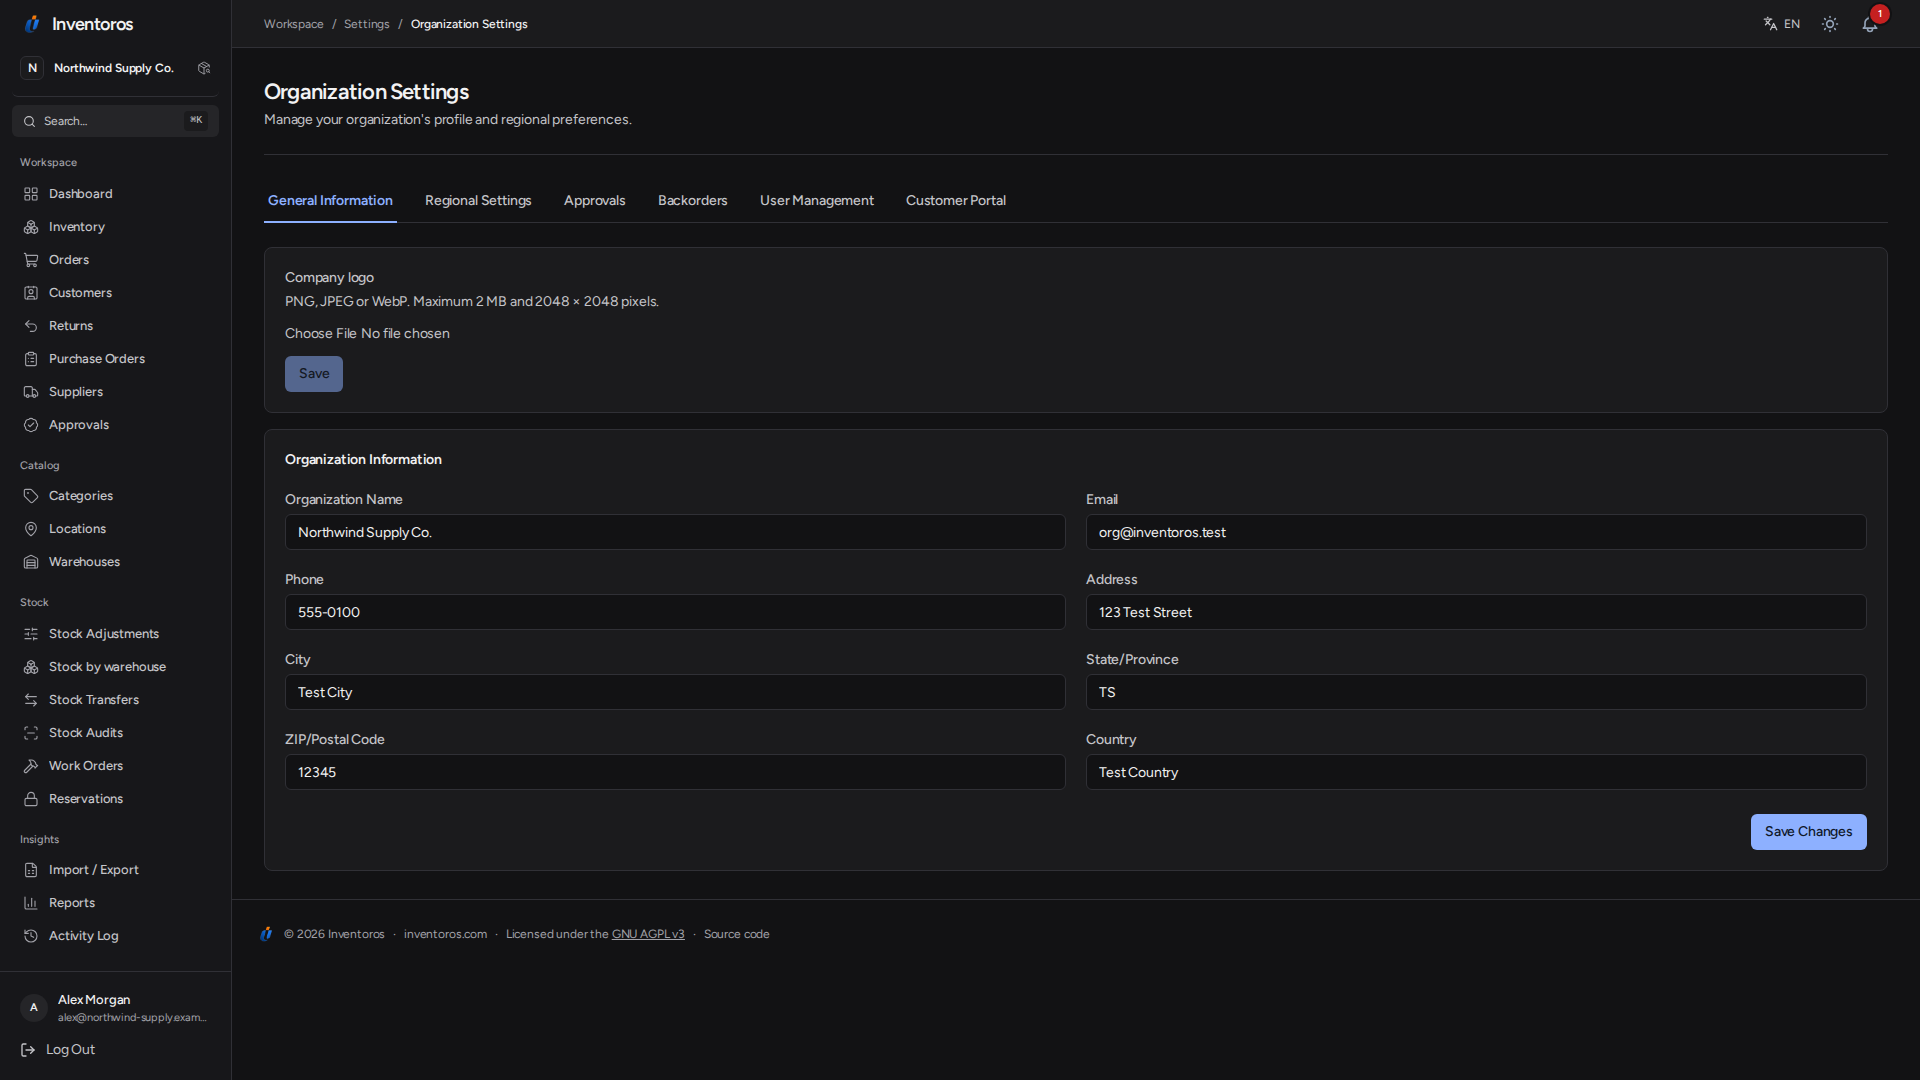 Inventoros
N Northwind Supply Co.
Search... ⌘K
Workspace
Dashboard
Inventory
Orders
Customers
Returns
Purchase Orders
Suppliers
Approvals
Catalog
Categories
Locations
Warehouses
Stock
Stock Adjustments
Stock by warehouse
Stock Transfers
Stock Audits
Work Orders
Reservations
Insights
Import / Export
Reports
Activity Log
A Alex Morgan
alex@northwind-supply.exam...
Log Out
Workspace / Settings / Organization Settings
EN 1
Organization Settings
Manage your organization's profile and regional preferences.
General Information Regional Settings Approvals Backorders User Management Customer Portal
Company logo
PNG, JPEG or WebP. Maximum 2 MB and 2048 × 2048 pixels.
Choose File No file chosen
Save
Organization Information
Organization Name Email
Northwind Supply Co. org@inventoros.test
Phone Address
555-0100 123 Test Street
City State/Province
Test City TS
ZIP/Postal Code Country
12345 Test Country
Save Changes
© 2026 Inventoros · inventoros.com · Licensed under the GNU AGPL v3 · Source code